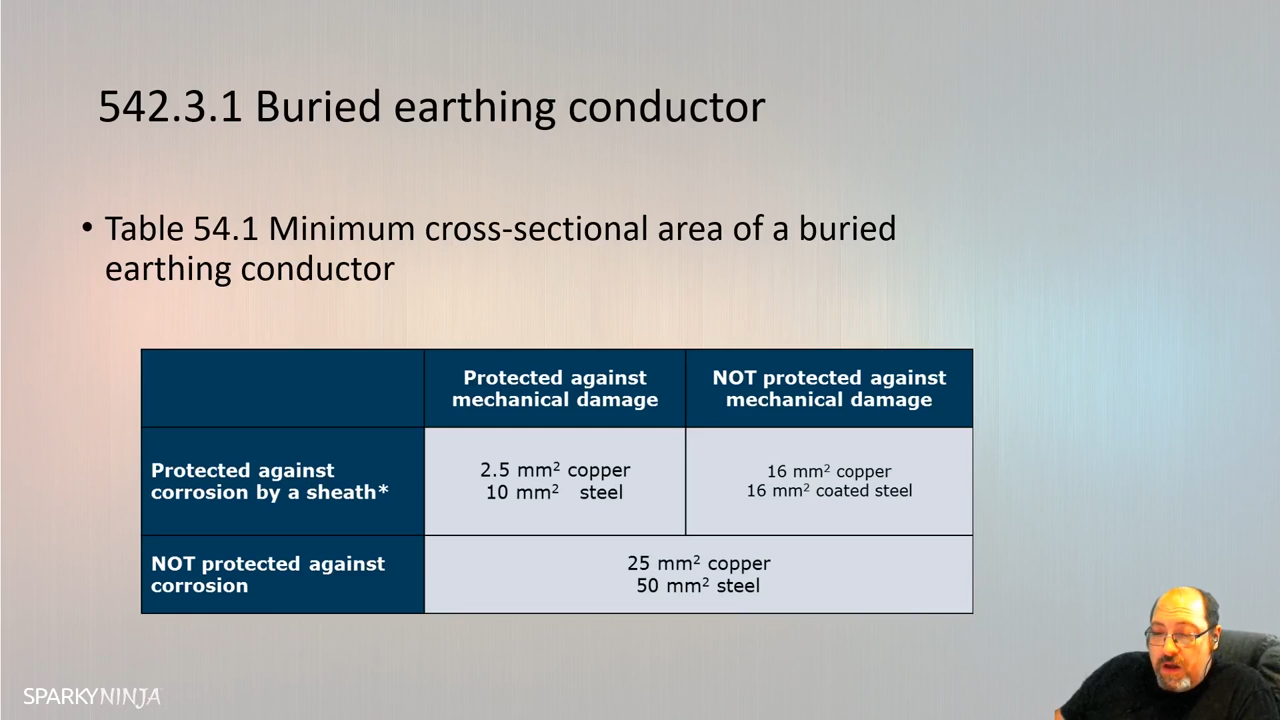 542.3.1 Buried earthing conductor
• Table 54.1 Minimum cross-sectional area of a buried
earthing conductor
Protected against
mechanical damage
NOT protected against
mechanical damage
Protected against
corrosion by a sheath*
2.5 mm² copper
10 mm² steel
16 mm² copper
16 mm² coated steel
NOT protected against
corrosion
25 mm² copper
50 mm² steel
SPARKYNINJA